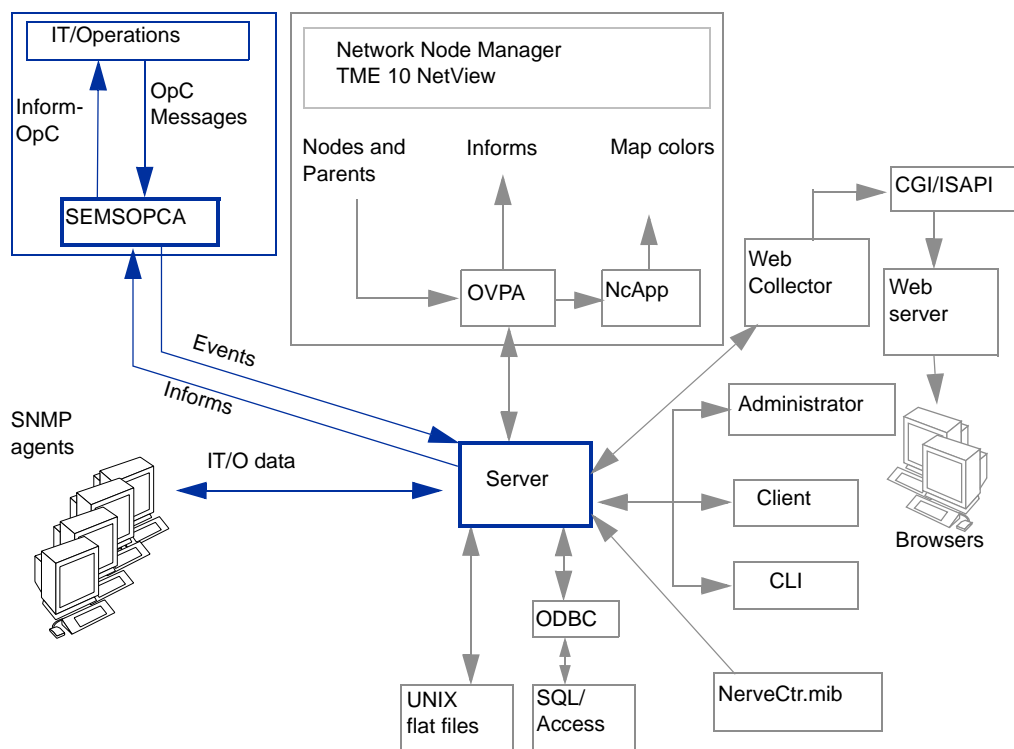 IT/Operations
Inform-
OpC
OpC
Messages
SEMSOPCA
Network Node Manager
TME 10 NetView
Nodes and
Parents
Informs
Map colors
OVPA
NcApp
CGI/ISAPI
Web
Collector
Web
server
Browsers
Events
Informs
SNMP
agents
IT/O data
Server
Administrator
Client
CLI
ODBC
UNIX
flat files
SQL/
Access
NerveCtr.mib